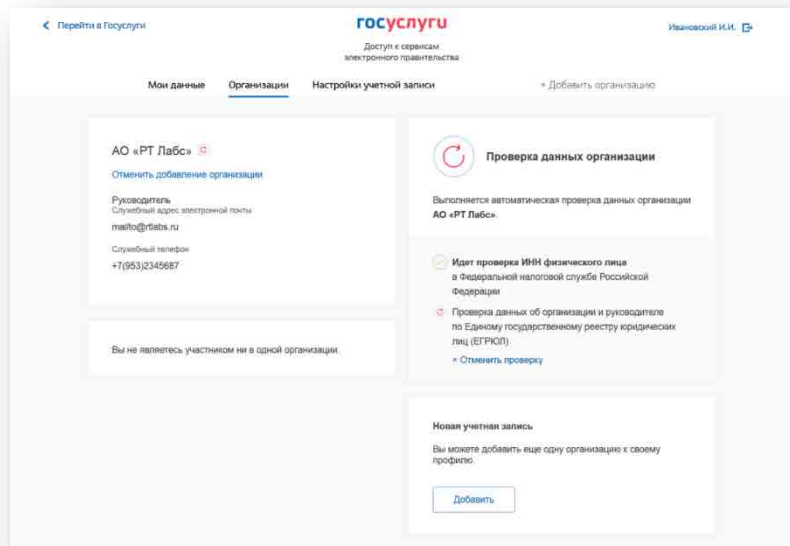 Перейти в Госуслуги
госуслуги
Ивановский И.И.
Доступ к сервисам
электронного правительства
Мои данные
Организации
Настройки учетной записи
+ Добавить организацию
АО «РТ Лабс»
Отменить добавление организации
Руководитель
Служебный адрес электронной почты
mailto@rtlabs.ru
Служебный телефон
+7(953)2345687
Вы не являетесь участником ни в одной организации.
Проверка данных организации
Выполняется автоматическая проверка данных организации
АО «РТ Лабс».
Идет проверка ИНН физического лица
в Федеральной налоговой службе Российской
Федерации
Проверка данных об организации и руководителе
по Единому государственному реестру юридических
лиц (ЕГРЮЛ)
× Отменить проверку
Новая учетная запись
Вы можете добавить еще одну организацию к своему
профилю.
Добавить